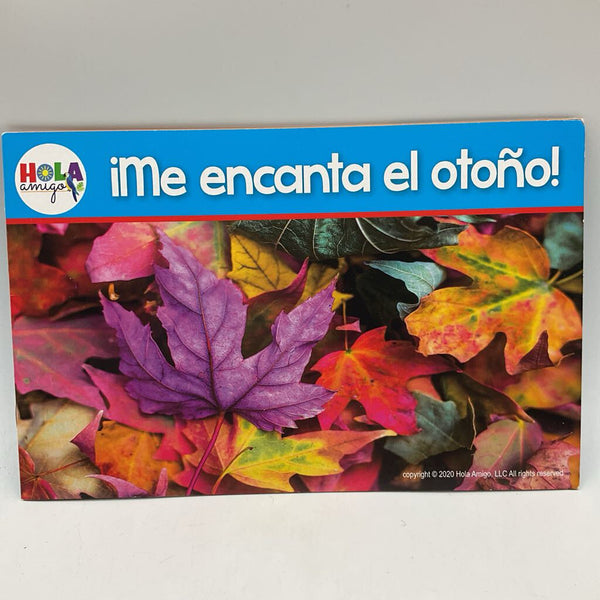 HOLA
amigo
¡Me encanta el otoño!
copyright © 2020 Hola Amigo, LLC All rights reserved.